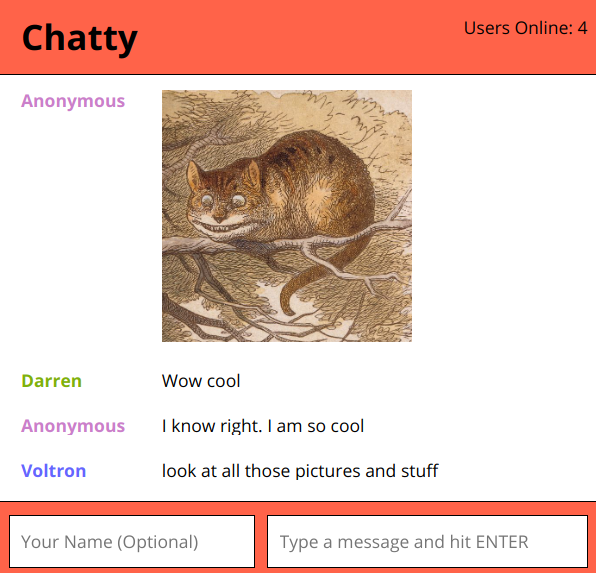 Chatty
Users Online: 4
Anonymous
Darren Wow cool
Anonymous I know right. I am so cool
Voltron look at all those pictures and stuff
Your Name (Optional) Type a message and hit ENTER